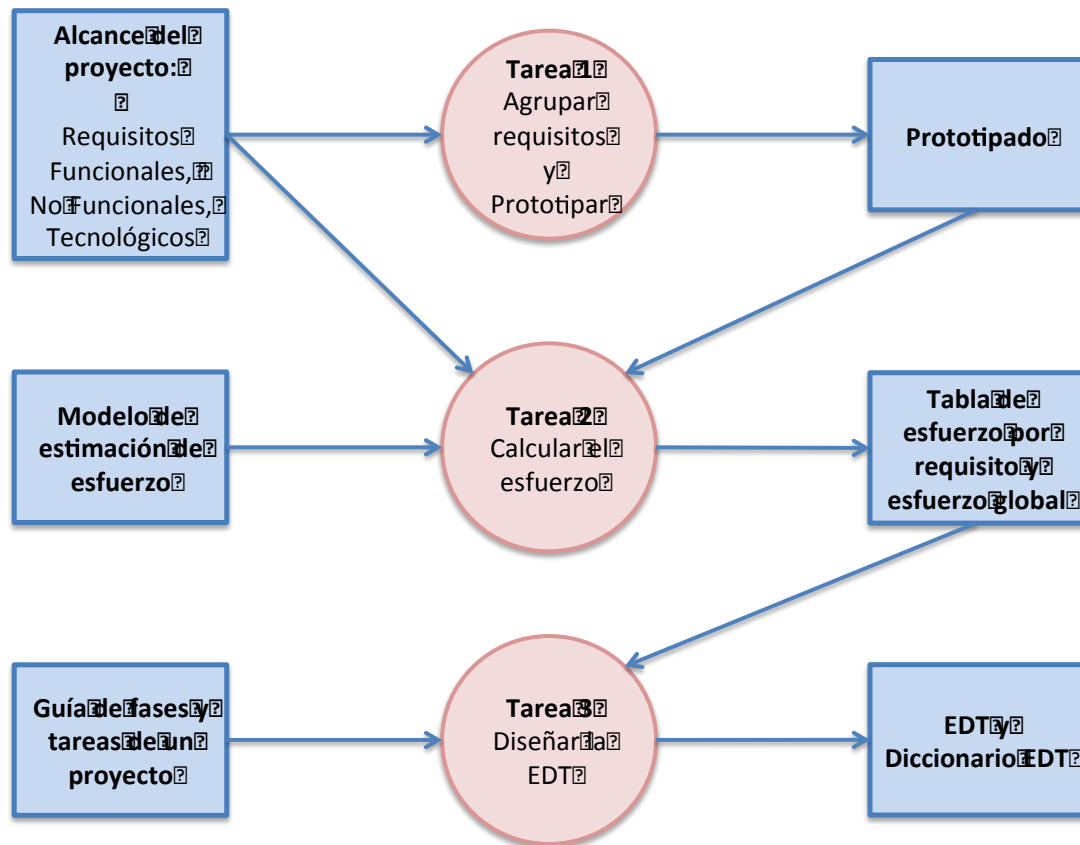 Alcance del
proyecto:
Requisitos
Funcionales,
No Funcionales,
Tecnológicos
Tarea 1
Agrupar
requisitos
y
Prototipar
Prototipado
Modelo de
estimación de
esfuerzo
Tarea 2
Calcular el
esfuerzo
Tabla de
esfuerzo por
requisito y
esfuerzo global
Guía de fases y
tareas de un
proyecto
Tarea 3
Diseñar la
EDT
EDT y
Diccionario EDT